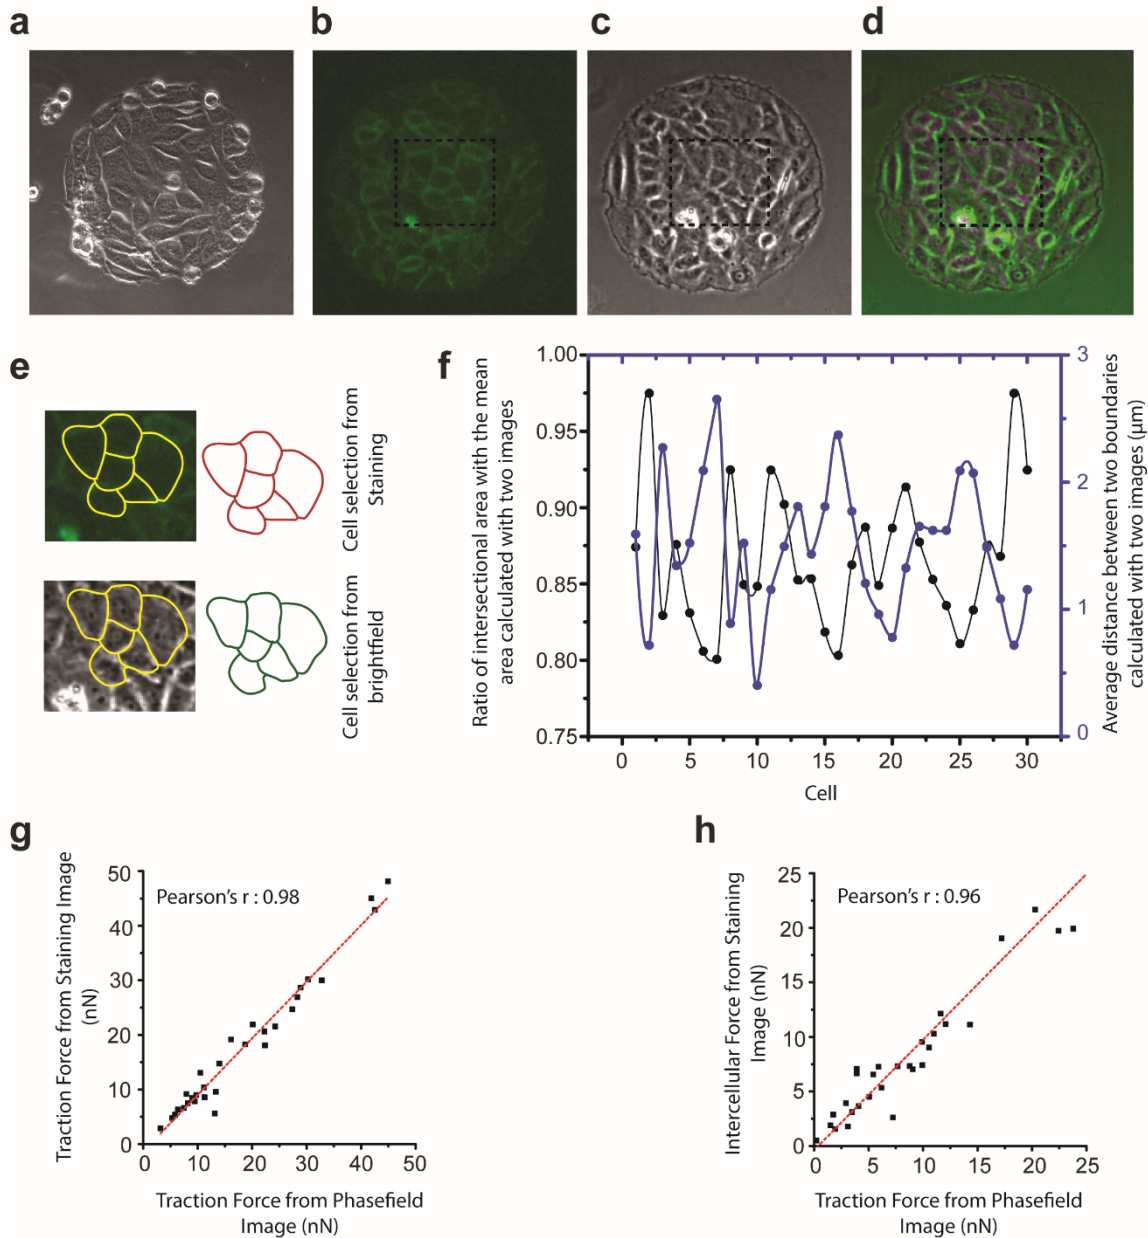 a
b
c
d
e
Cell selection from
Staining
Cell selection from
brightfield
f
Ratio of intersectional area with the mean
area calculated with two images
1.00
0.95
0.90
0.85
0.80
0.75
0
5
10
15
20
25
30
Cell
3
2
1
0
Average distance between two boundaries
calculated with two images (μm)
g
Traction Force from Staining Image
(nN)
50
40
30
20
10
0
Pearson's r : 0.98
0
10
20
30
40
50
Traction Force from Phasefield
Image (nN)
h
Intercellular Force from Staining
Image (nN)
25
20
15
10
5
0
Pearson's r : 0.96
0
5
10
15
20
25
Traction Force from Phasefield
Image (nN)